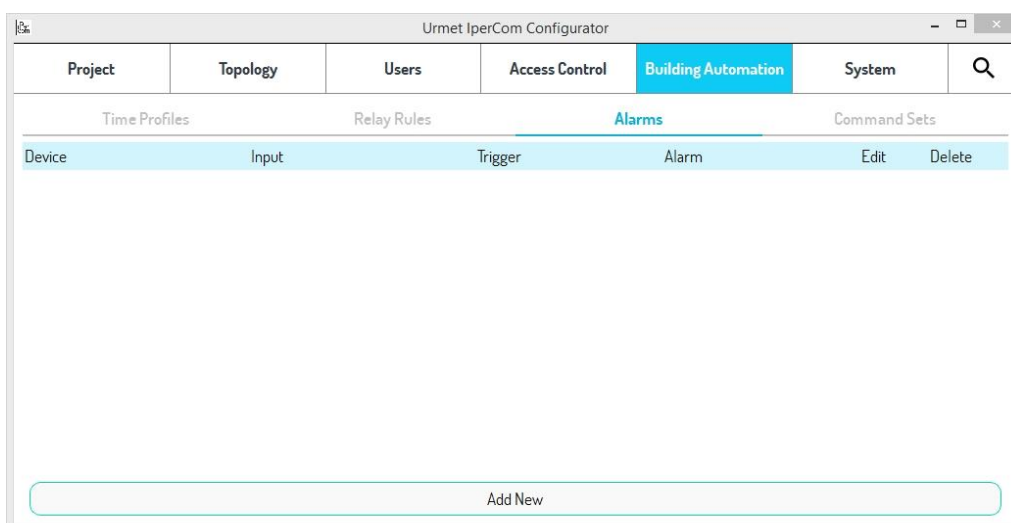 Urmet IperCom Configurator
Project Topology Users Access Control Building Automation System
Time Profiles Relay Rules Alarms Command Sets
Device Input Trigger Alarm Edit Delete
Add New